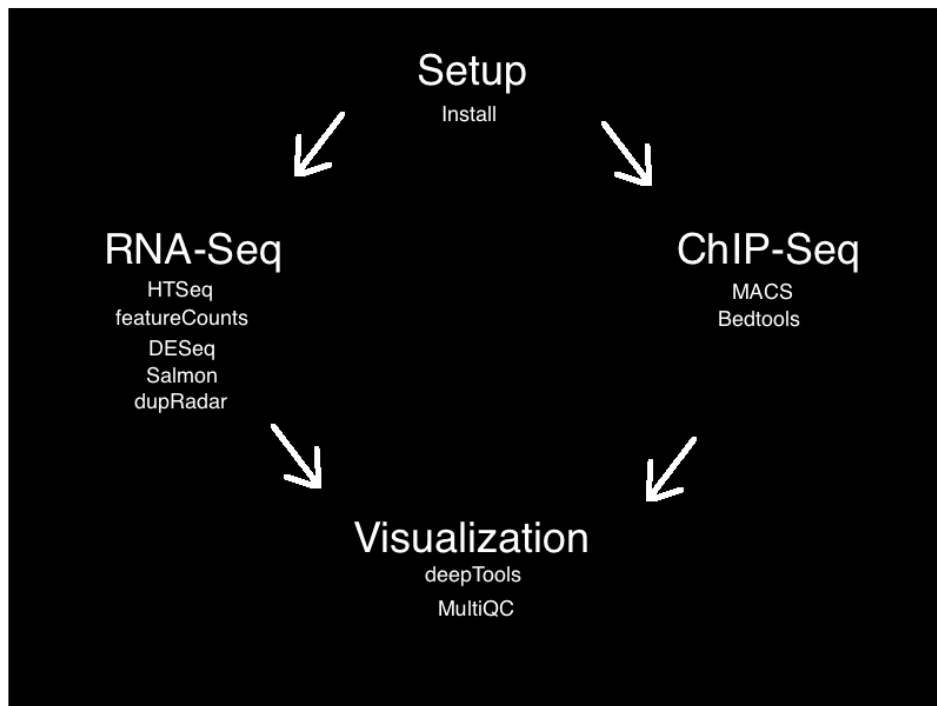 Setup
Install
RNA-Seq
HTSeq
featureCounts
DESeq
Salmon
dupRadar
ChIP-Seq
MACS
Bedtools
Visualization
deepTools
MultiQC